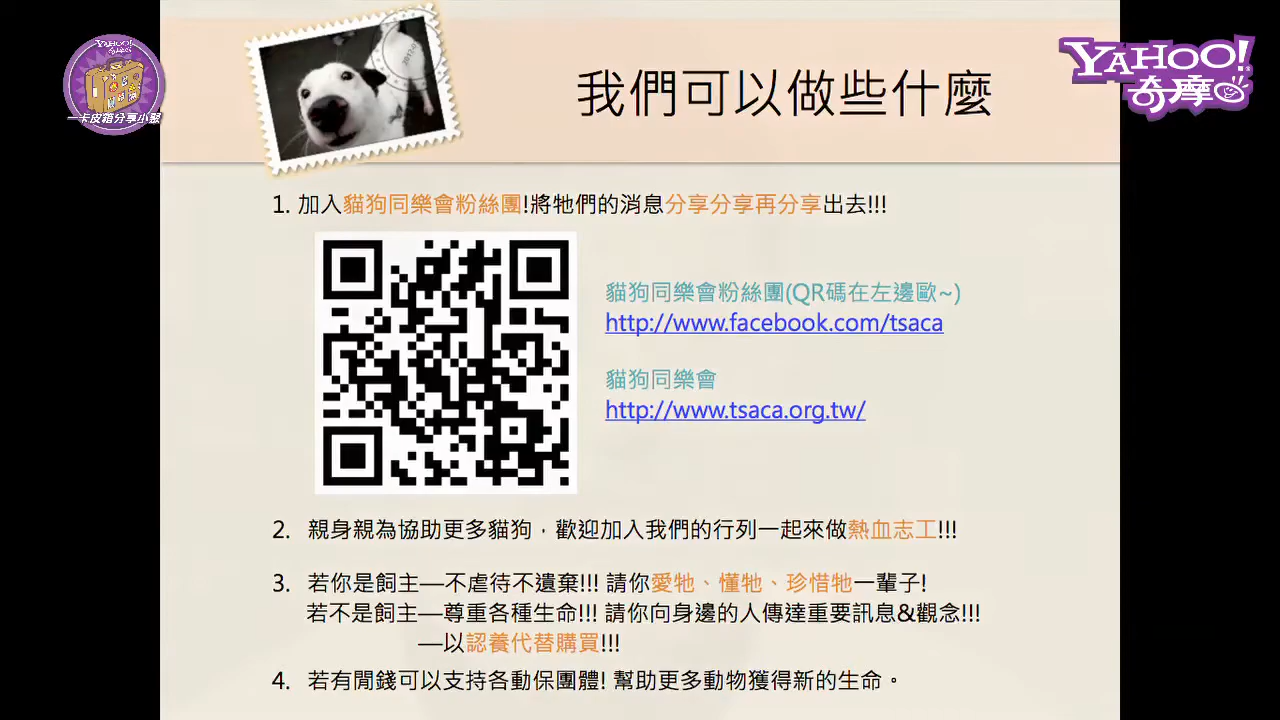 YAHOO!
奇摩
一卡皮箱分享小聚
YAHOO!
奇摩
我們可以做些什麼
1. 加入貓狗同樂會粉絲團!將牠們的消息分享分享再分享出去!!!
貓狗同樂會粉絲團(QR碼在左邊歐~)
http://www.facebook.com/tsaca
貓狗同樂會
http://www.tsaca.org.tw/
2. 親身親為協助更多貓狗，歡迎加入我們的行列一起來做熱血志工!!!
3. 若你是飼主—不虐待不遺棄!!! 請你愛牠、懂牠、珍惜牠一輩子!
若不是飼主—尊重各種生命!!! 請你向身邊的人傳達重要訊息&觀念!!!
—以認養代替購買!!!
4. 若有閒錢可以支持各動保團體! 幫助更多動物獲得新的生命。